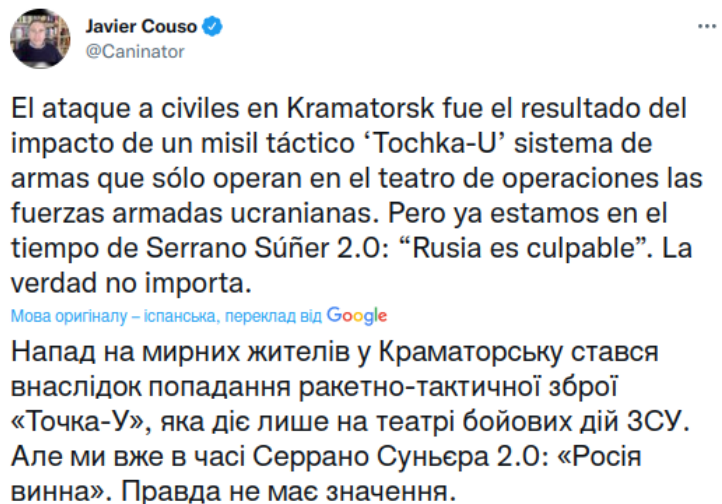 Javier Couso
@Caninator
El ataque a civiles en Kramatorsk fue el resultado del
impacto de un misil táctico ‘Tochka-U’ sistema de
armas que sólo operan en el teatro de operaciones las
fuerzas armadas ucranianas. Pero ya estamos en el
tiempo de Serrano Súñer 2.0: “Rusia es culpable”. La
verdad no importa.
Мова оригіналу – іспанська, переклад від Google
Напад на мирних жителів у Краматорську стався
внаслідок попадання ракетно-тактичної зброї
«Точка-У», яка діє лише на театрі бойових дій ЗСУ.
Але ми вже в часі Серрано Суньєра 2.0: «Росія
винна». Правда не має значення.